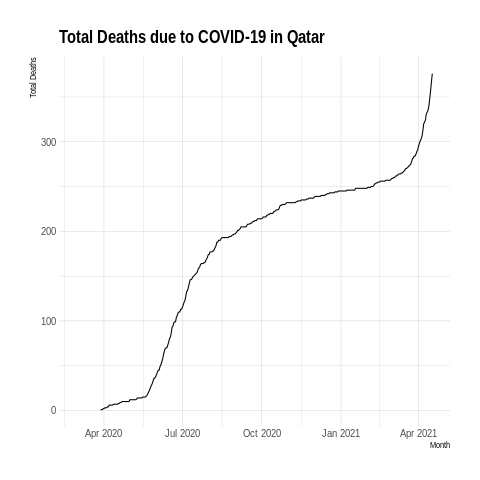 Total Deaths due to COVID-19 in Qatar
Total Deaths
300
200
100
0
Apr 2020 Jul 2020 Oct 2020 Jan 2021 Apr 2021
Month